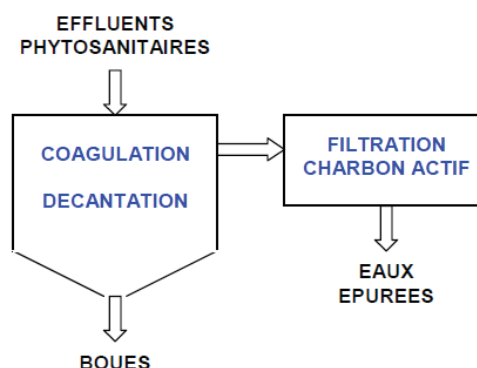 EFFLUENTS
PHYTOSANITAIRES
COAGULATION
DECANTATION
FILTRATION
CHARBON ACTIF
EAUX
EPUREES
BOUES